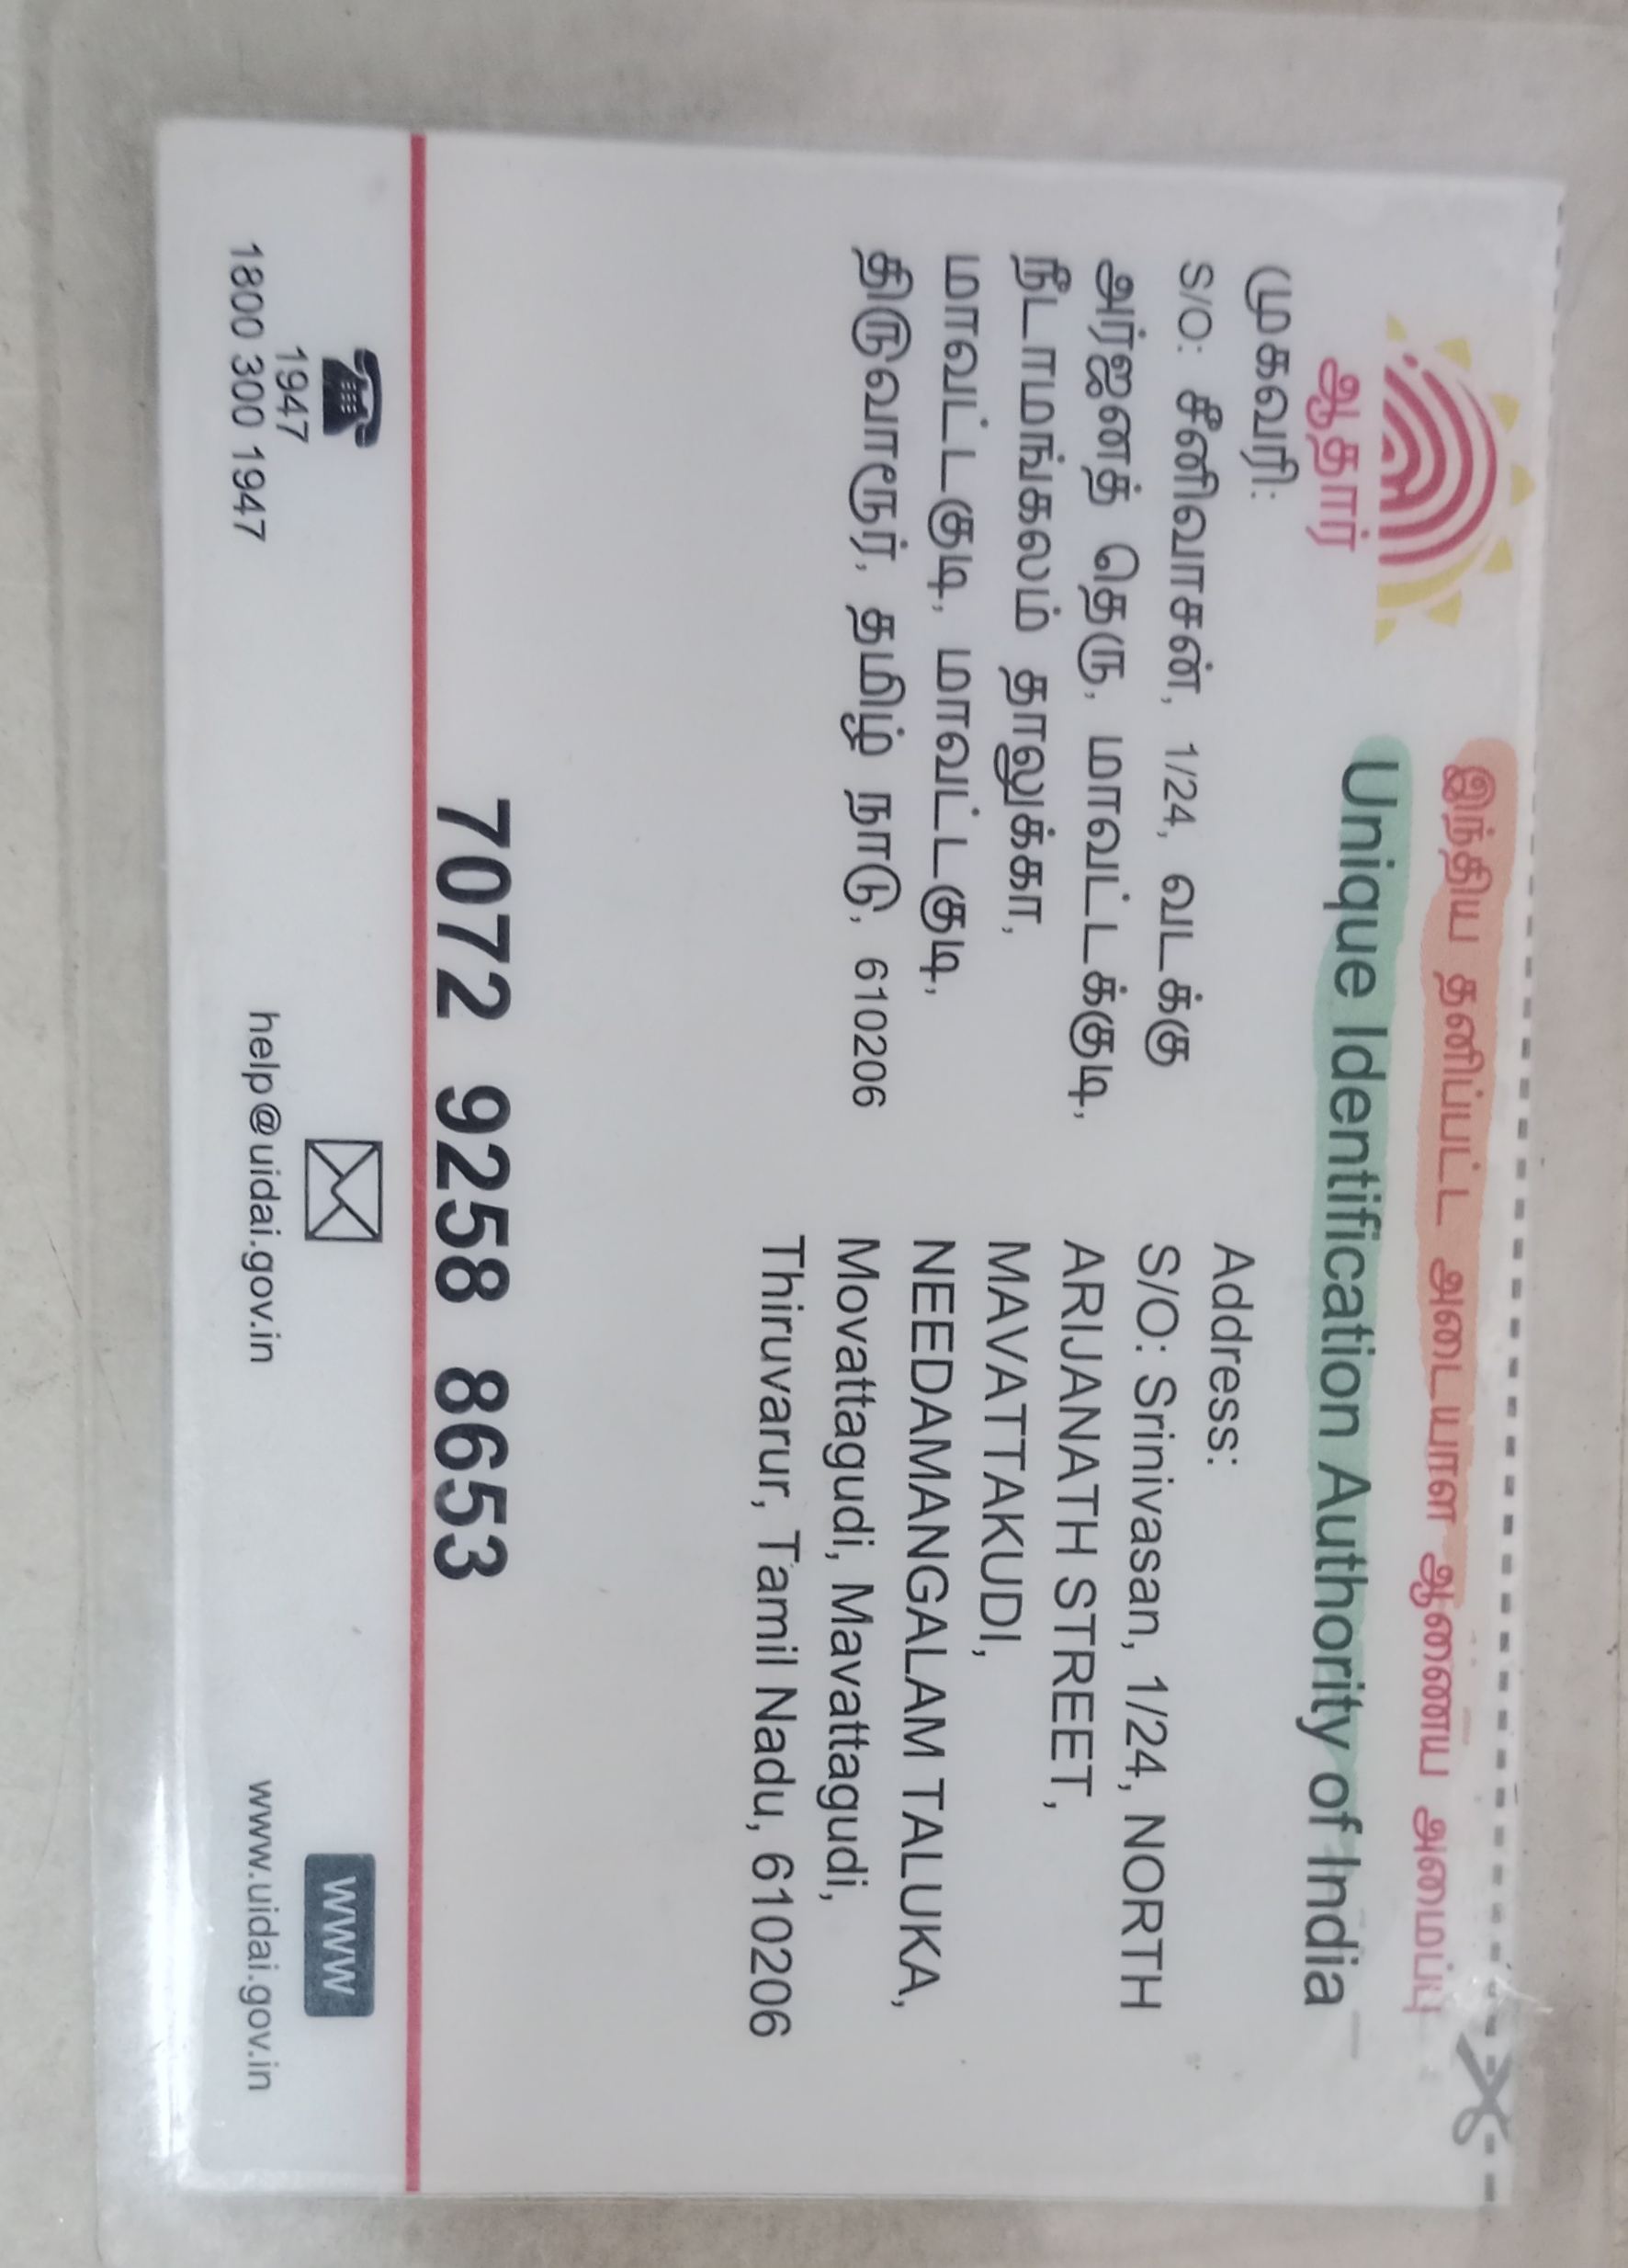 இந்திய தனிப்பட்ட அடையாள ஆணைய அமைப்பு
Unique Identification Authority of India
ஆதார்
முகவரி:
S/O: சீனிவாசன், 1/24, வடக்கு
அர்ஜனத் தெரு, மாவட்டக்குடி,
நீடாமங்கலம் தாலுக்கா,
மாவட்டகுடி, மாவட்டகுடி,
திருவாரூர், தமிழ் நாடு, 610206
Address:
S/O: Srinivasan, 1/24, NORTH
ARIJANATH STREET,
MAVATTAKUDI,
NEEDAMANGALAM TALUKA,
Movattagudi, Mavattagudi,
Thiruvarur, Tamil Nadu, 610206
7072 9258 8653
1947
1800 300 1947
help@uidai.gov.in
www
www.uidai.gov.in